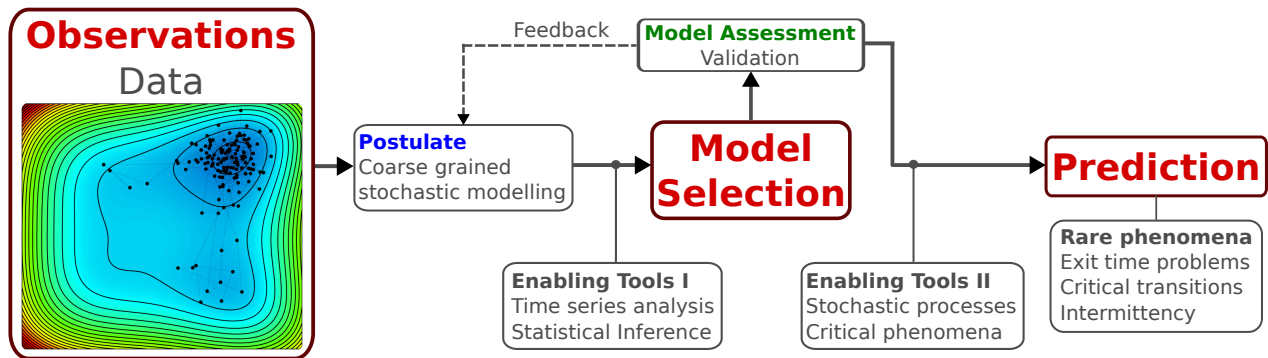 Observations
Data
Feedback
Model Assessment
Validation
Postulate
Coarse grained
stochastic modelling
Model
Selection
Prediction
Enabling Tools I
Time series analysis
Statistical Inference
Enabling Tools II
Stochastic processes
Critical phenomena
Rare phenomena
Exit time problems
Critical transitions
Intermittency